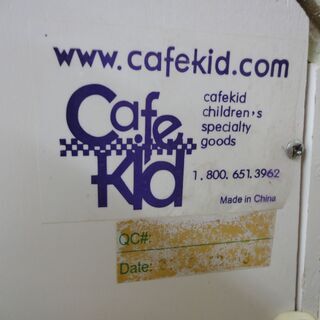 www.cafekid.com
Cafe
Kid
cafekid
children's
specialty
goods
1.800.651.3962
Made in China
QC#:
Date: